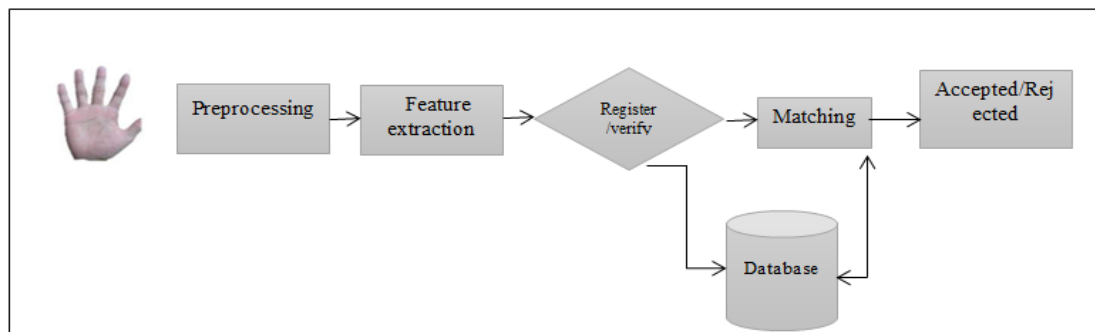 Preprocessing
Feature
extraction
Register
/verify
Matching
Accepted/Rej
ected
Database